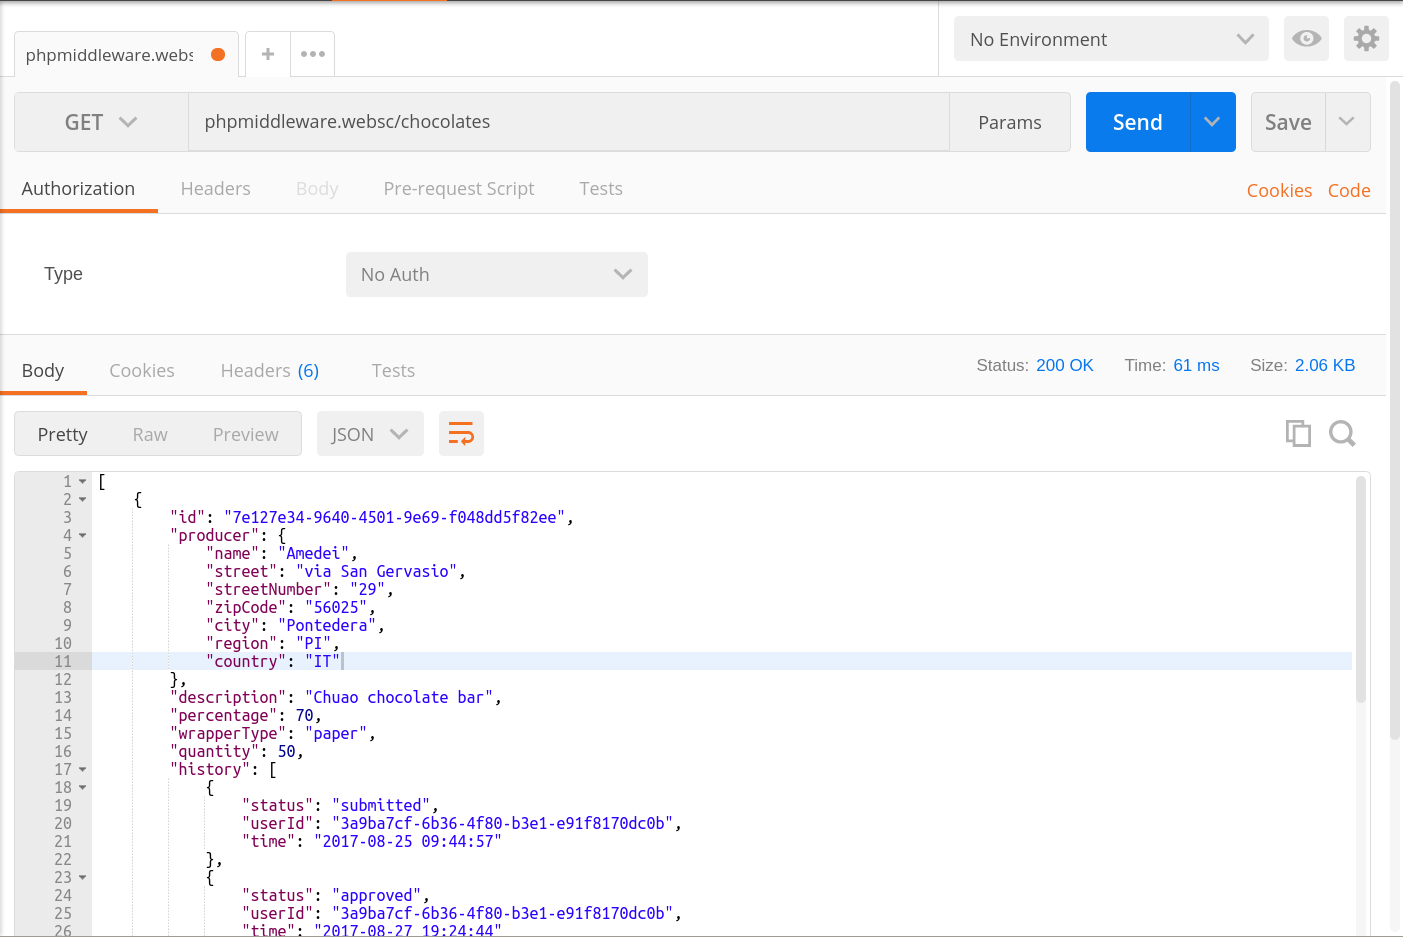 phpmiddleware.webs
+
No Environment
GET
phpmiddleware.websc/chocolates
Params
Send
Save
Authorization Headers Body Pre-request Script Tests Cookies Code
Type No Auth
Body Cookies Headers (6) Tests Status: 200 OK Time: 61 ms Size: 2.06 KB
Pretty Raw Preview JSON
1 [
2 {
3 "id": "7e127e34-9640-4501-9e69-f048dd5f82ee",
4 "producer": {
5 "name": "Amedei",
6 "street": "via San Gervasio",
7 "streetNumber": "29",
8 "zipCode": "56025",
9 "city": "Pontedera",
10 "region": "PI",
11 "country": "IT"
12 },
13 "description": "Chuao chocolate bar",
14 "percentage": 70,
15 "wrapperType": "paper",
16 "quantity": 50,
17 "history": [
18 {
19 "status": "submitted",
20 "userId": "3a9ba7cf-6b36-4f80-b3e1-e91f8170dc0b",
21 "time": "2017-08-25 09:44:57"
22 },
23 {
24 "status": "approved",
25 "userId": "3a9ba7cf-6b36-4f80-b3e1-e91f8170dc0b",
26 "time": "2017-08-27 19:24:44"